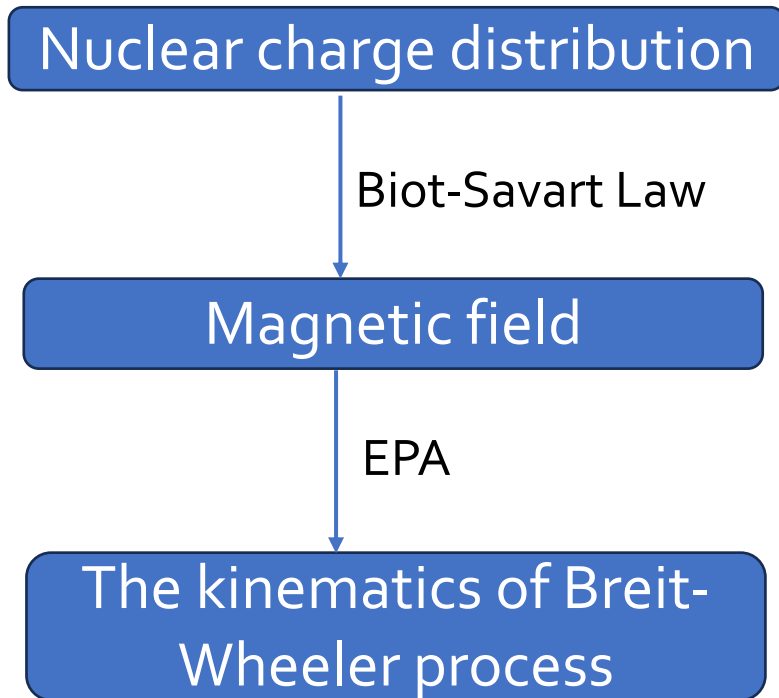 Nuclear charge distribution
Biot-Savart Law
Magnetic field
EPA
The kinematics of Breit-
Wheeler process